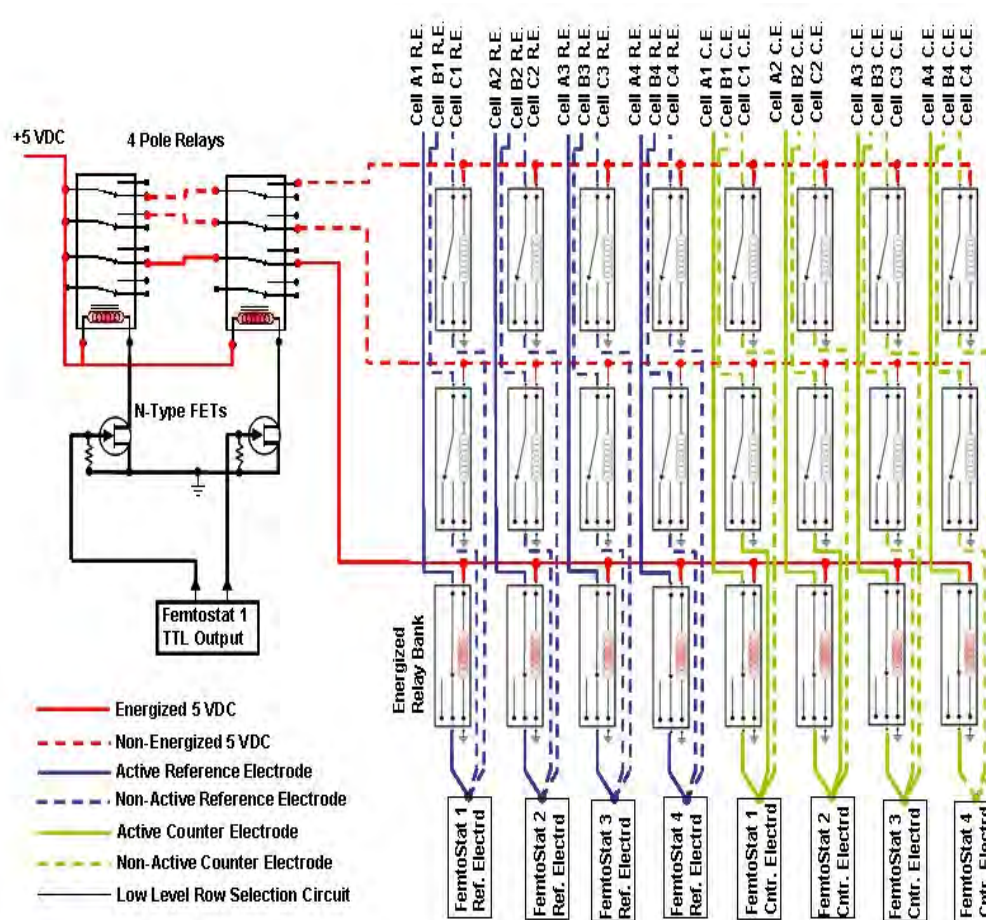 Cell A1 R.E.
Cell B1 R.E.
Cell C1 R.E.
Cell A2 R.E.
Cell B2 R.E.
Cell C2 R.E.
Cell A3 R.E.
Cell B3 R.E.
Cell C3 R.E.
Cell A4 R.E.
Cell B4 R.E.
Cell C4 R.E.
Cell A1 C.E.
Cell B1 C.E.
Cell C1 C.E.
Cell A2 C.E.
Cell B2 C.E.
Cell C2 C.E.
Cell A3 C.E.
Cell B3 C.E.
Cell C3 C.E.
Cell A4 C.E.
Cell B4 C.E.
Cell C4 C.E.
+5 VDC
4 Pole Relays
N-Type FETs
Femtostat 1
TTL Output
Energized
Relay Bank
Energized 5 VDC
Non-Energized 5 VDC
Active Reference Electrode
Non-Active Reference Electrode
Active Counter Electrode
Non-Active Counter Electrode
Low Level Row Selection Circuit
FemtoStat 1
Ref. Electrd
FemtoStat 2
Ref. Electrd
FemtoStat 3
Ref. Electrd
FemtoStat 4
Ref. Electrd
FemtoStat 1
Cntr. Electrd
FemtoStat 2
Cntr. Electrd
FemtoStat 3
Cntr. Electrd
FemtoStat 4
Cntr. Electrd